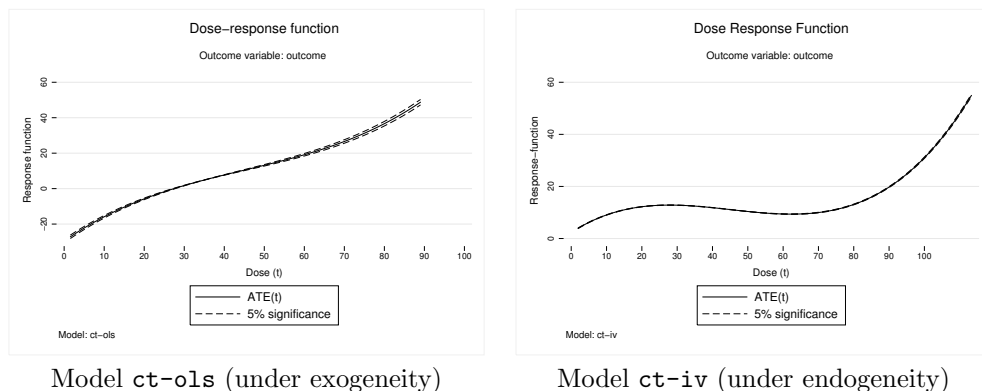 Dose−response function
Outcome variable: outcome
Response function
60
40
20
0
−20
0 10 20 30 40 50 60 70 80 90 100
Dose (t)
ATE(t)
5% significance
Model: ct−ols
Model ct-ols (under exogeneity)
Dose Response Function
Outcome variable: outcome
Response−function
60
40
20
0
0 10 20 30 40 50 60 70 80 90 100
Dose (t)
ATE(t)
5% significance
Model: ct−iv
Model ct-iv (under endogeneity)